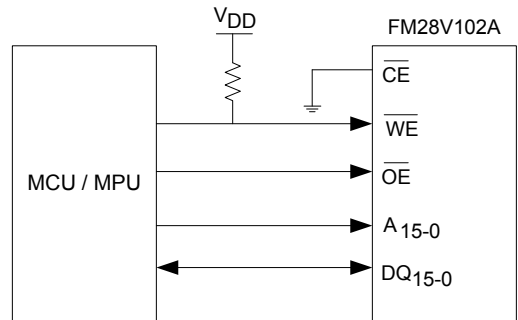 VDD
FM28V102A
CE
WE
MCU / MPU
OE
A15-0
DQ15-0